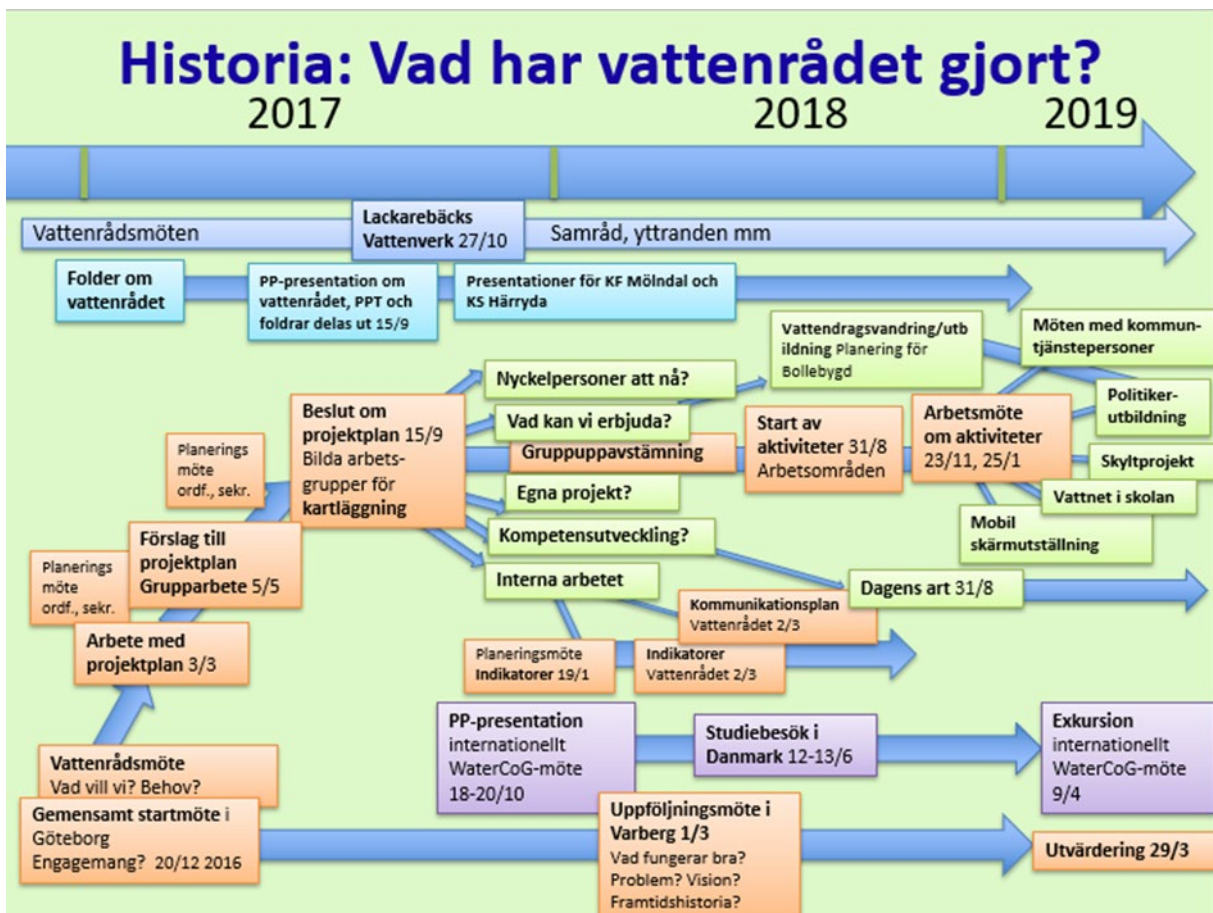 Historia: Vad har vattenrådet gjort?
2017
2018
2019
Vattenrådsmöten
Lackarebäcks
Vattenverk 27/10
Samråd, yttranden mm
Folder om
vattenrådet
PP-presentation om
vattenrådet, PPT och
foldrar delas ut 15/9
Presentationer för KF Mölndal och
KS Härryda
Vattendragsvandring/utb
ildning Planering för
Bollebygd
Möten med kommun-
tjänstepersoner
Nyckelpersoner att nå?
Politiker-
utbildning
Beslut om
projektplan 15/9
Bilda arbets-
grupper för
kartläggning
Vad kan vi erbjuda?
Gruppuppavstämning
Start av
aktiviteter 31/8
Arbetsområden
Arbetsmöte
om aktiviteter
23/11, 25/1
Planerings
möte
ordf., sekr.
Skyltprojekt
Egna projekt?
Vattnet i skolan
Kompetensutveckling?
Mobil
skärmutställning
Förslag till
projektplan
Grupparbete 5/5
Planerings
möte
ordf., sekr.
Interna arbetet
Dagens art 31/8
Kommunikationsplan
Vattenrådet 2/3
Arbete med
projektplan 3/3
Planeringsmöte
Indikatorer 19/1
Indikatorer
Vattenrådet 2/3
PP-presentation
internationellt
WaterCoG-möte
18-20/10
Studiebesök i
Danmark 12-13/6
Exkursion
internationellt
WaterCoG-möte
9/4
Vattenrådsmöte
Vad vill vi? Behov?
Gemensamt startmöte i
Göteborg
Engagemang? 20/12 2016
Uppföljningsmöte i
Varberg 1/3
Vad fungerar bra?
Problem? Vision?
Framtidshistoria?
Utvärdering 29/3